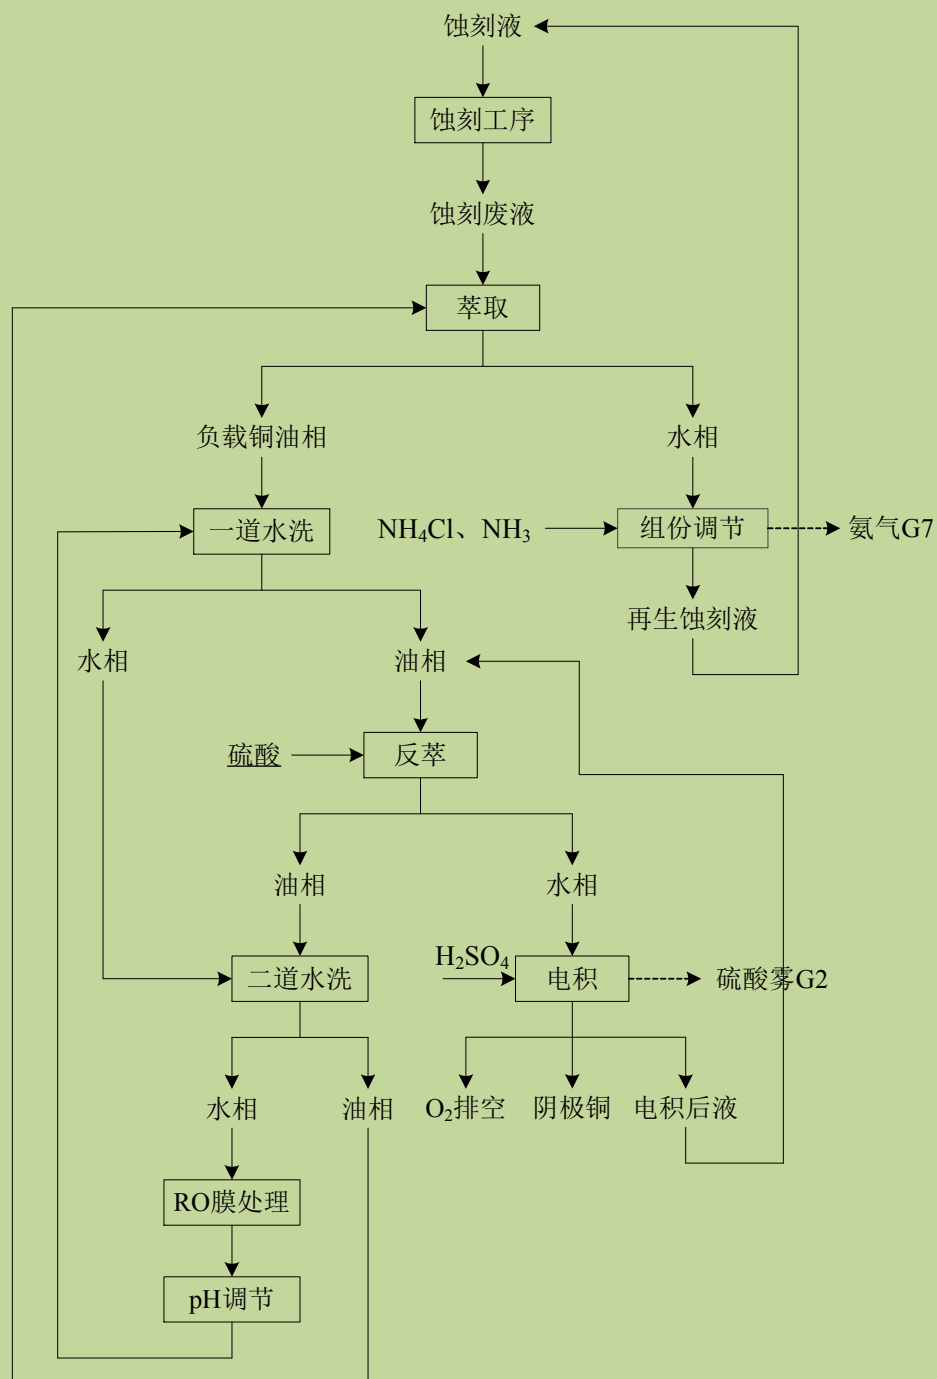 蚀刻液
蚀刻工序
蚀刻废液
萃取
负载铜油相
水相
一道水洗
NH₄Cl、NH₃
组份调节
氨气G7
再生蚀刻液
水相
油相
硫酸
反萃
油相
水相
二道水洗
H₂SO₄
电积
硫酸雾G2
水相
油相
O₂排空
阴极铜
电积后液
RO膜处理
pH调节